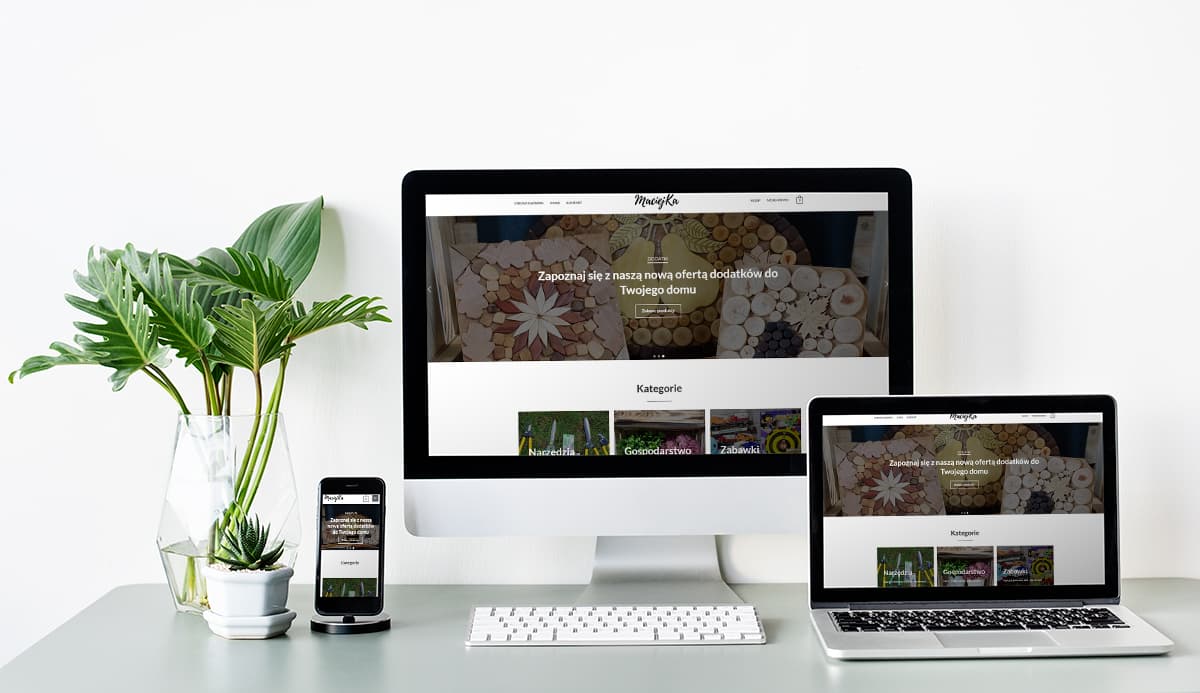 MaciejKa
DODATKI
Zapoznaj się z naszą nową ofertą dodatków do
Twojego domu
Zobacz produkty
Kategorie
Narzędzia
Gospodarstwo
Zabawki
MaciejKa
Zapoznaj się z naszą
nową ofertą dodatków
do Twojego domu
Kategorie
MaciejKa
Zapoznaj się z naszą nową ofertą dodatków do
Twojego domu
Kategorie
Narzędzia
Gospodarstwo
Zabawki